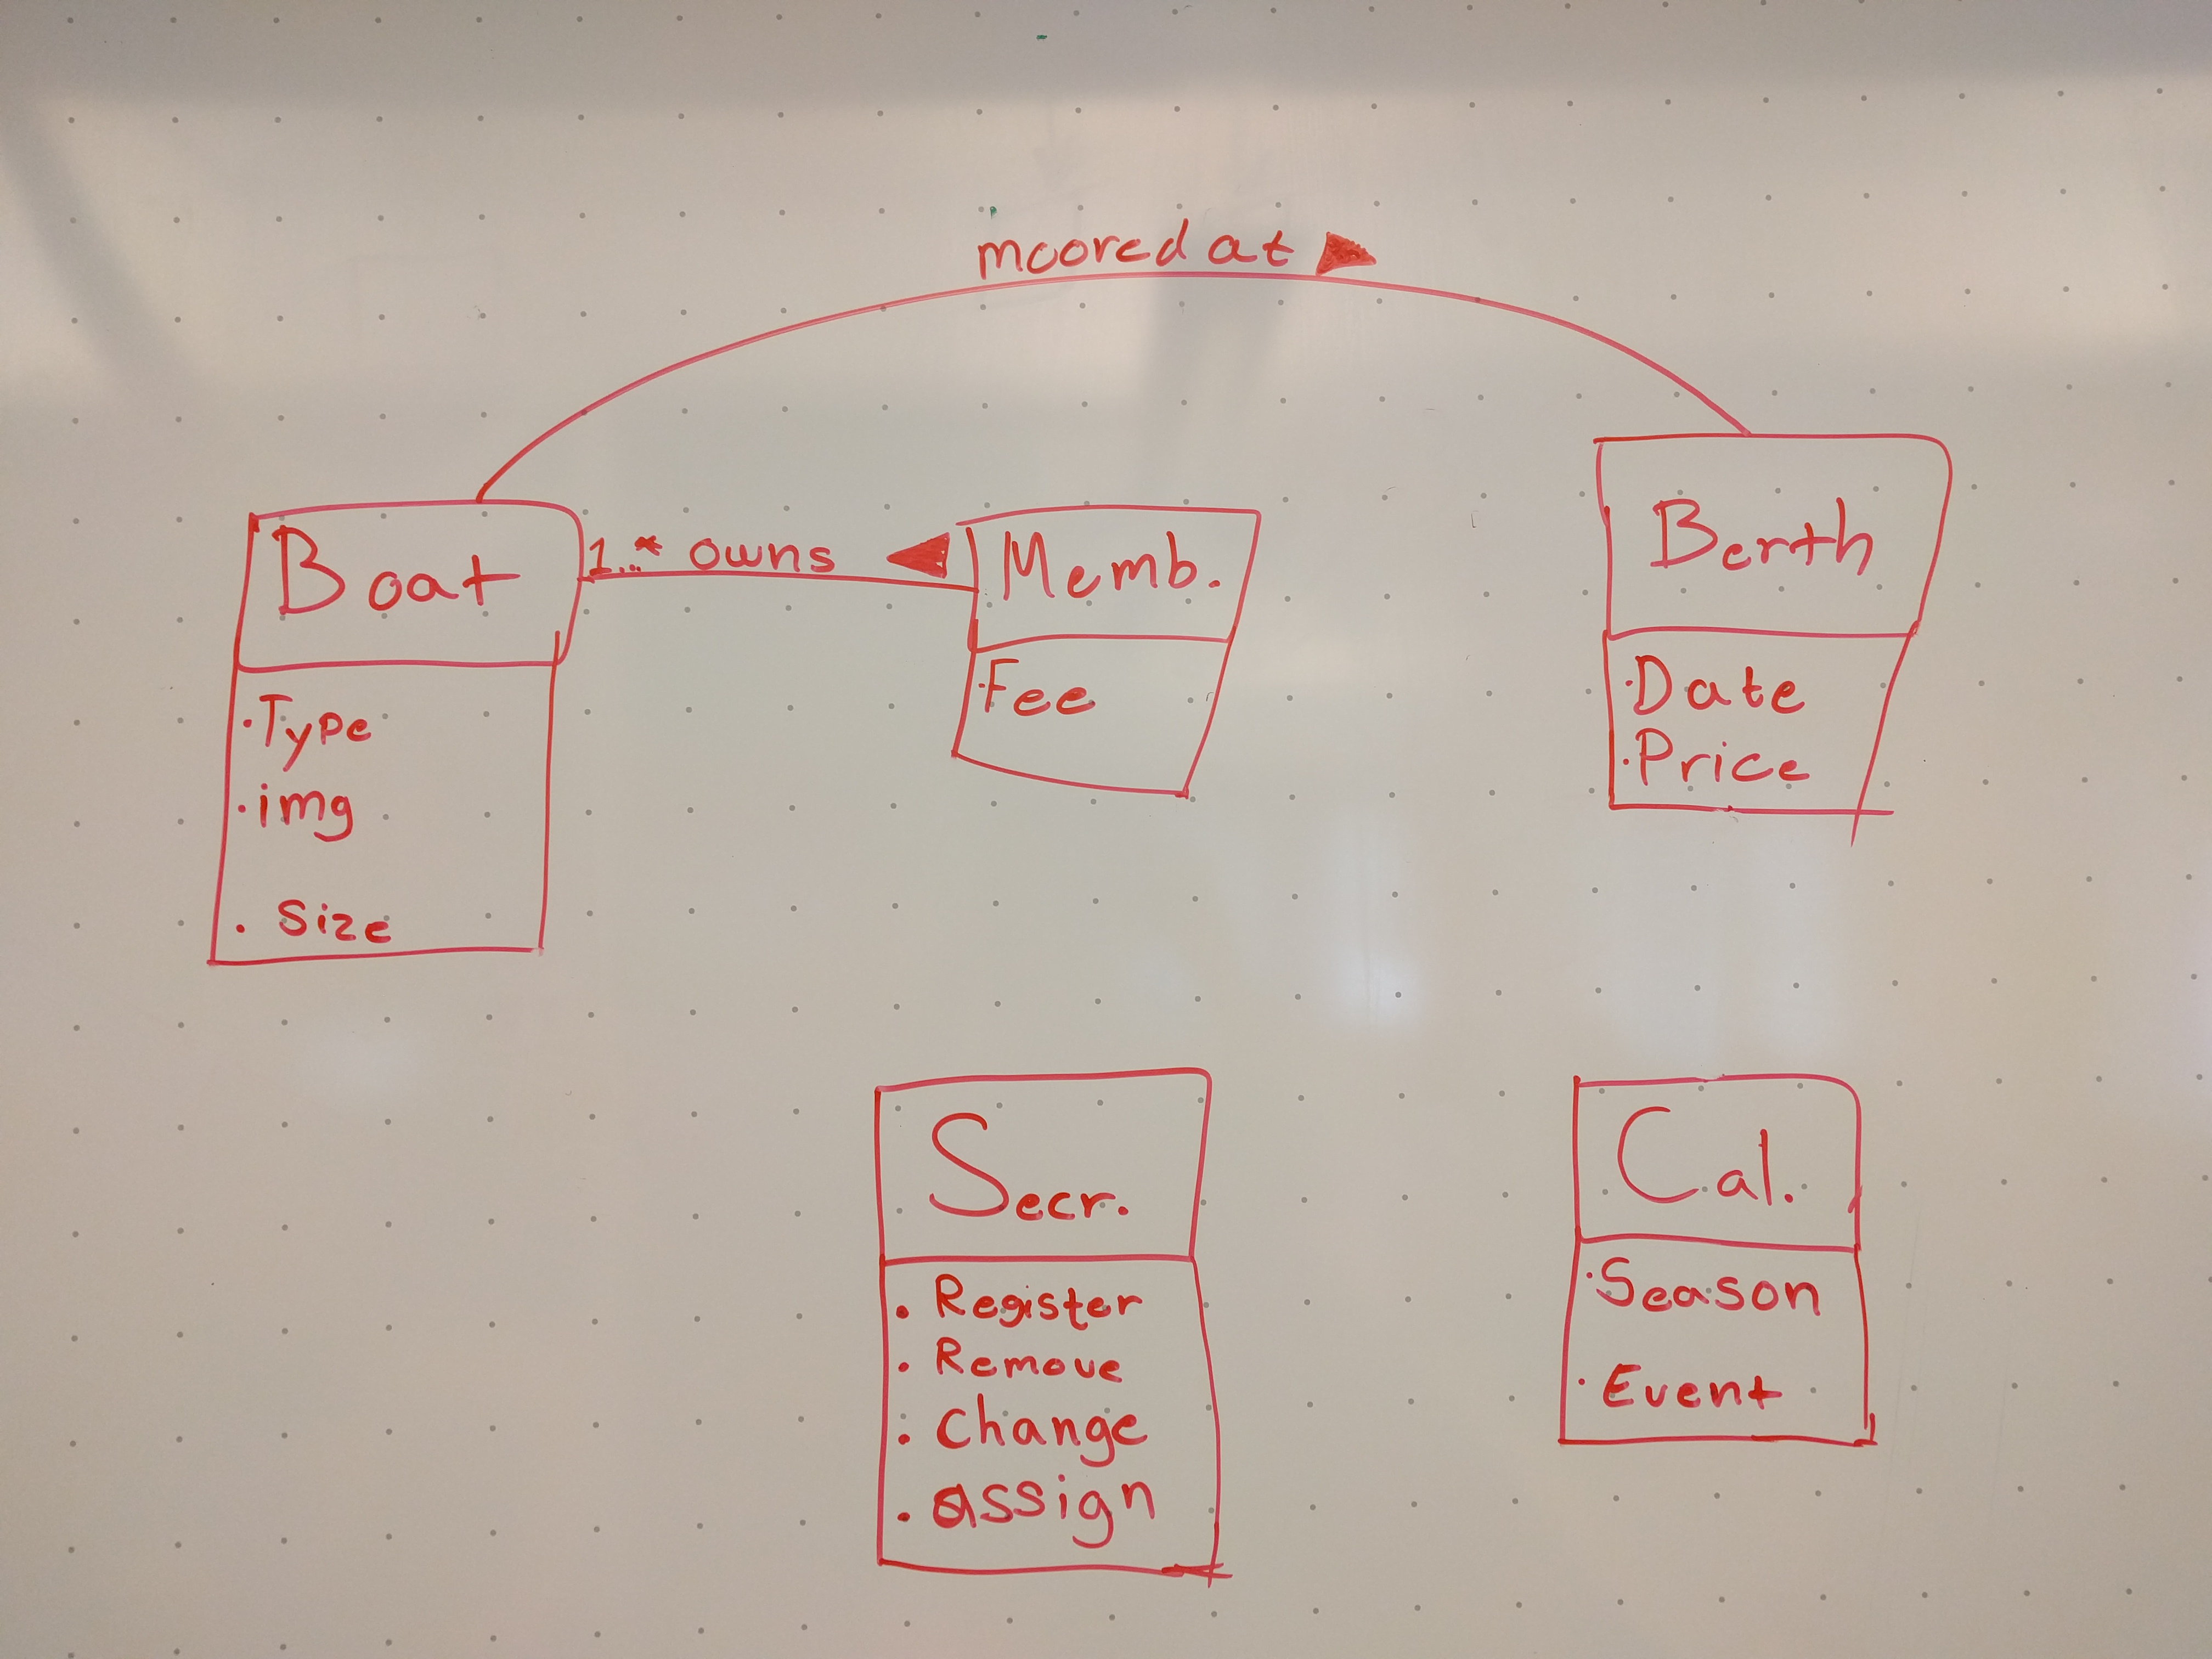 moored at
Boat
• Type
• img
• Size
1..* owns
Memb.
• Fee
Berth
• Date
• Price
Secr.
• Register
• Remove
• Change
• assign
Cal.
• Season
• Event